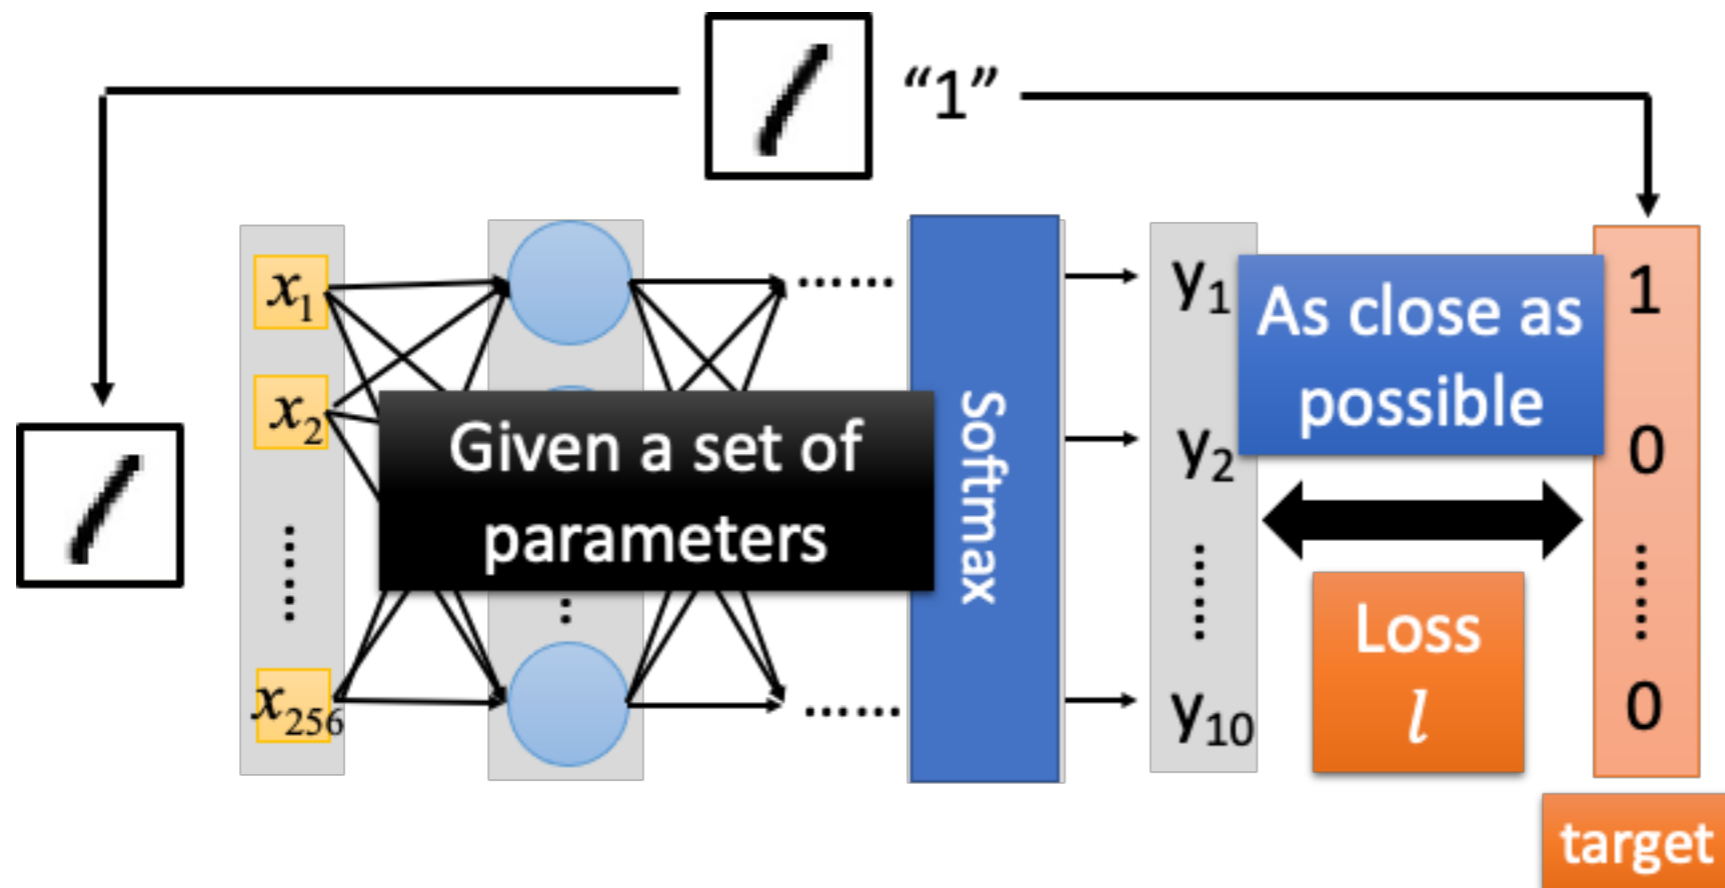 “1”
x₁
x₂
......
x₂₅₆
Given a set of
parameters
......
......
Softmax
y₁
y₂
......
y₁₀
As close as
possible
Loss
l
1
0
......
0
target